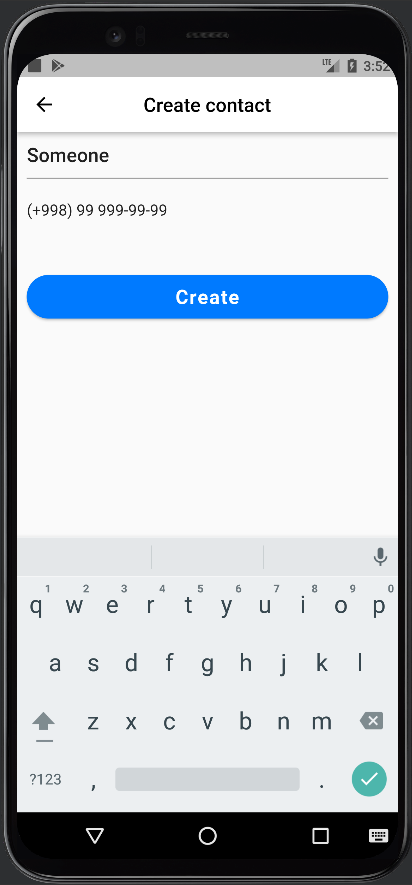 LTE 3:52
Create contact
Someone
(+998) 99 999-99-99
Create
1 2 3 4 5 6 7 8 9 0
q w e r t y u i o p
a s d f g h j k l
z x c v b n m
?123 , .